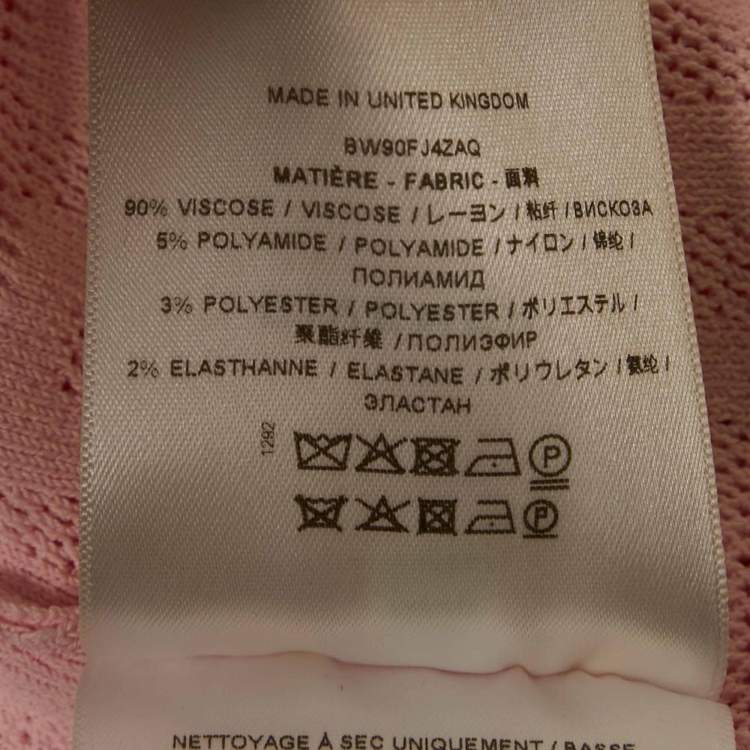 MADE IN UNITED KINGDOM
BW90FJ4ZAQ
MATIÈRE - FABRIC - 面料
90% VISCOSE / VISCOSE / レーヨン / 粘纤 / ВИСКОЗА
5% POLYAMIDE / POLYAMIDE / ナイロン / 锦纶 /
ПОЛИАМИД
3% POLYESTER / POLYESTER / ポリエステル /
聚酯纤维 / ПОЛИЭФИР
2% ELASTHANNE / ELASTANE / ポリウレタン / 氨纶 /
ЭЛАСТАН
1292
P
P
NETTOYAGE À SEC UNIQUEMENT / BASSE